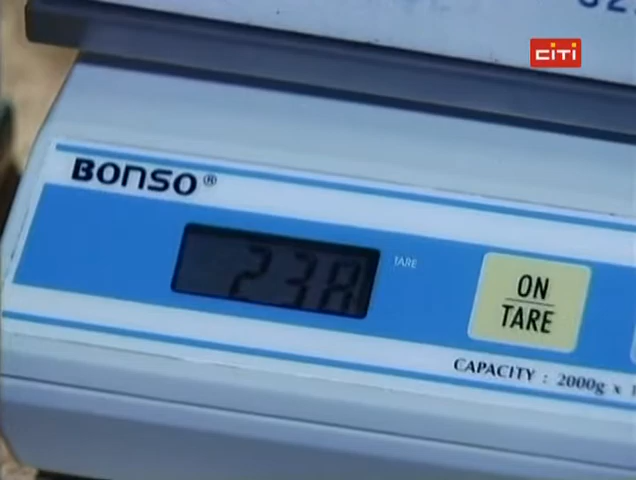 CiTi
BONSO®
TARE
ON
TARE
CAPACITY : 2000g x